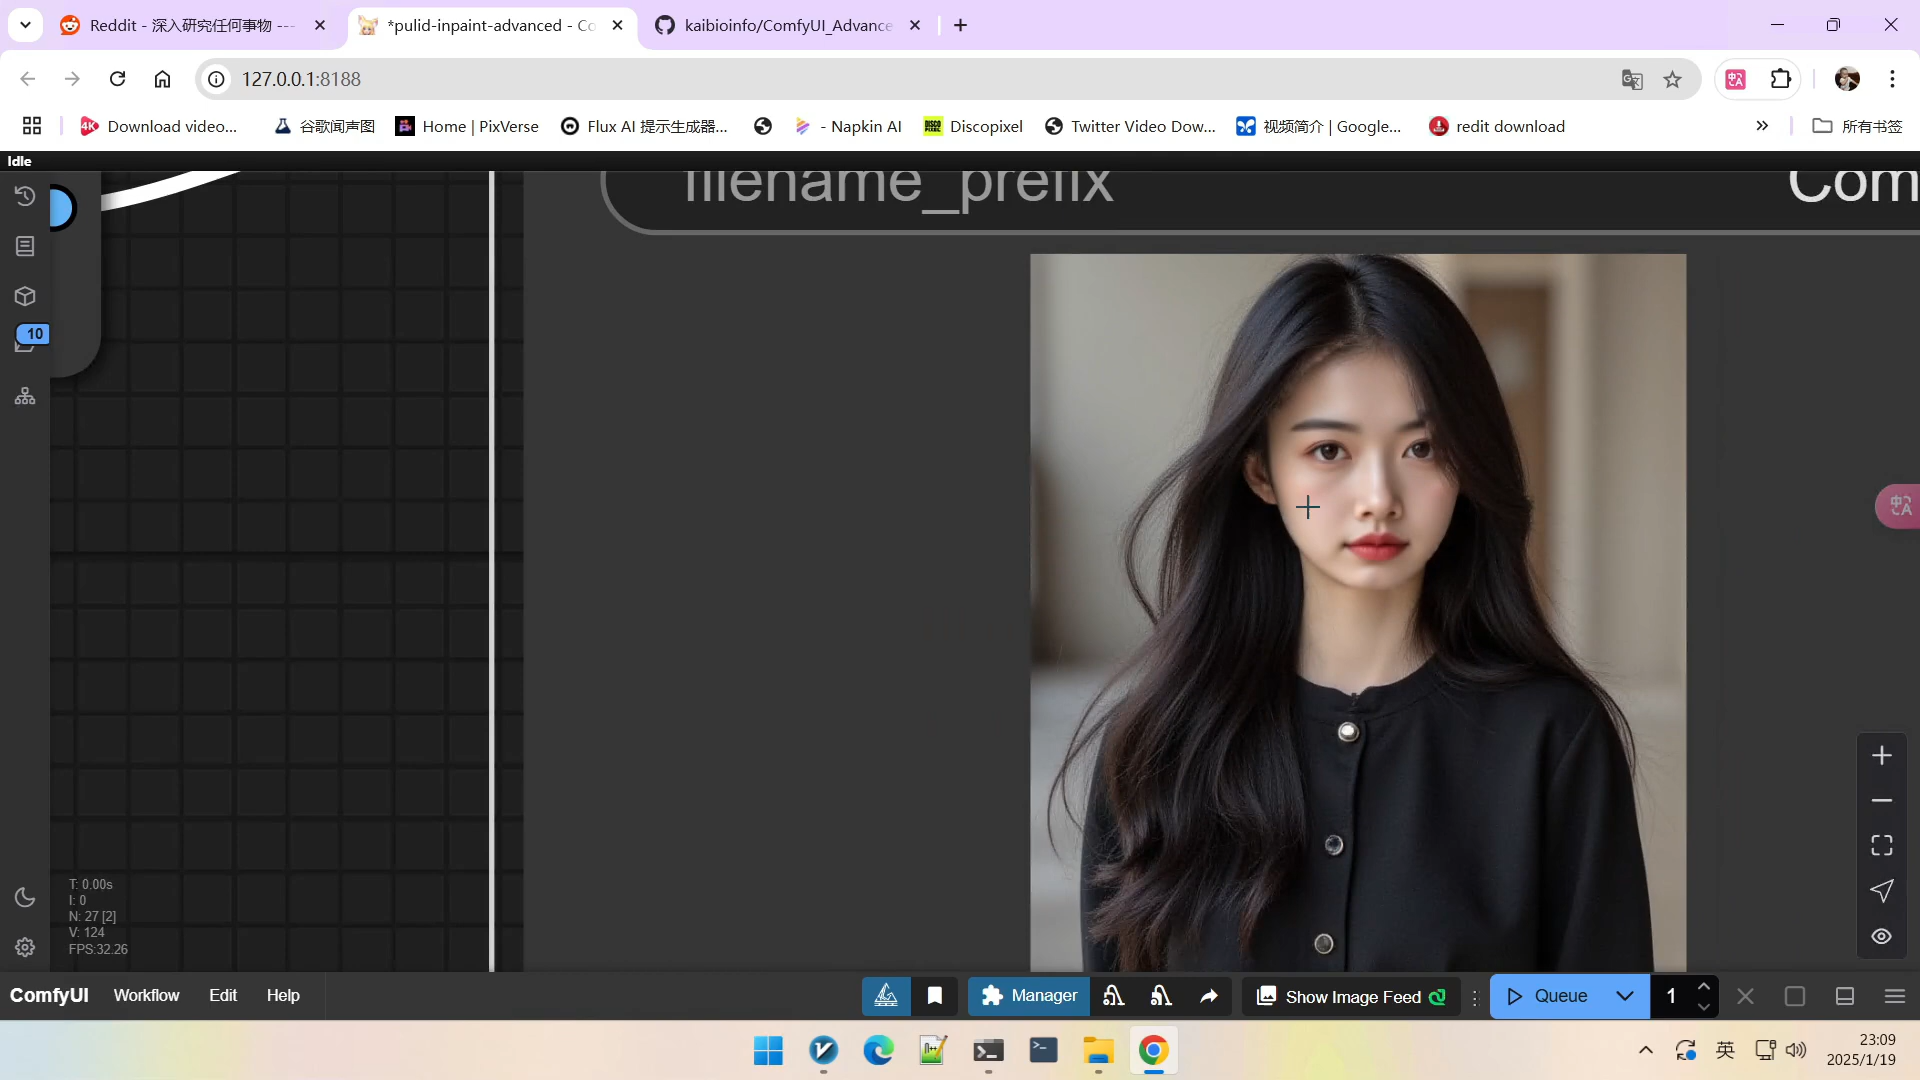 Reddit - 深入研究任何事物 ---
*pulid-inpaint-advanced - Co
kaibioinfo/ComfyUI_Advance
127.0.0.1:8188
Download video...
谷歌闻声图
Home | PixVerse
Flux AI 提示生成器...
- Napkin AI
Discopixel
Twitter Video Dow...
视频简介 | Google...
redit download
所有书签
Idle
filename_prefix
Com
10
中A
T: 0.00s
I: 0
N: 27 [2]
V: 124
FPS:32.26
ComfyUI
Workflow
Edit
Help
Manager
Show Image Feed
Queue
1
英
23:09
2025/1/19